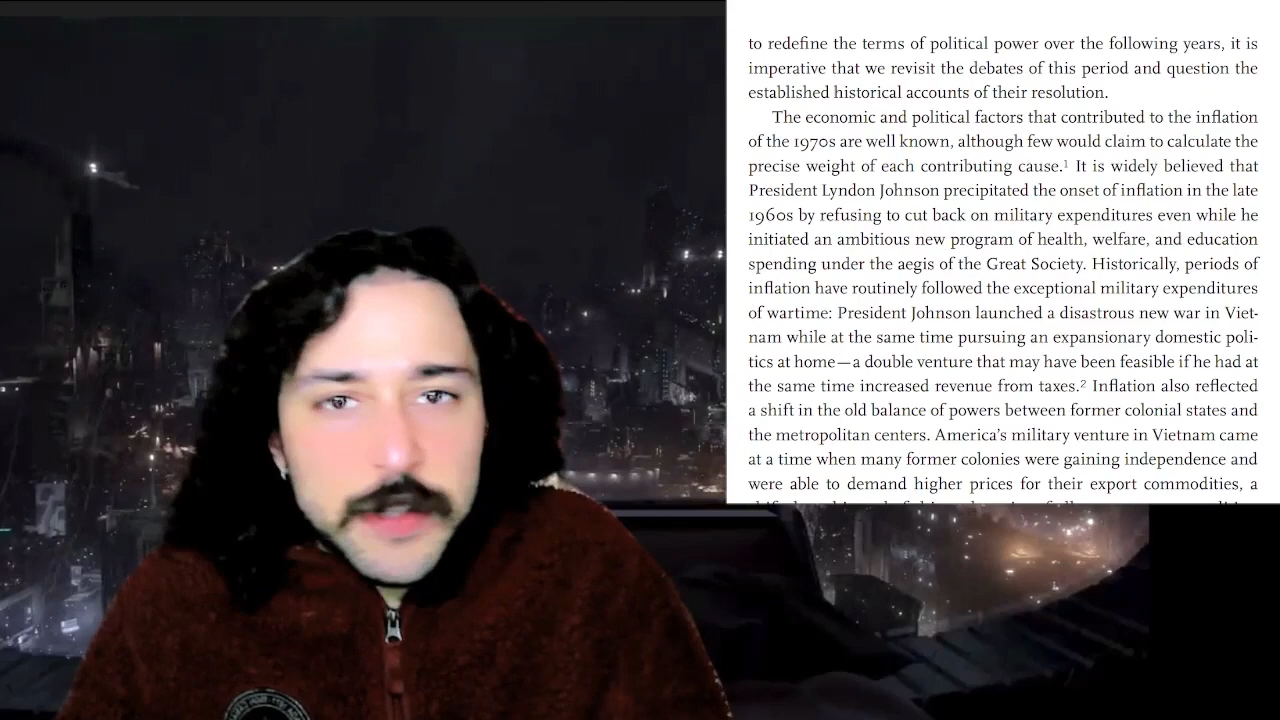 to redefine the terms of political power over the following years, it is
imperative that we revisit the debates of this period and question the
established historical accounts of their resolution.
The economic and political factors that contributed to the inflation
of the 1970s are well known, although few would claim to calculate the
precise weight of each contributing cause.¹ It is widely believed that
President Lyndon Johnson precipitated the onset of inflation in the late
1960s by refusing to cut back on military expenditures even while he
initiated an ambitious new program of health, welfare, and education
spending under the aegis of the Great Society. Historically, periods of
inflation have routinely followed the exceptional military expenditures
of wartime: President Johnson launched a disastrous new war in Viet-
nam while at the same time pursuing an expansionary domestic poli-
tics at home—a double venture that may have been feasible if he had at
the same time increased revenue from taxes.² Inflation also reflected
a shift in the old balance of powers between former colonial states and
the metropolitan centers. America's military venture in Vietnam came
at a time when many former colonies were gaining independence and
were able to demand higher prices for their export commodities, a